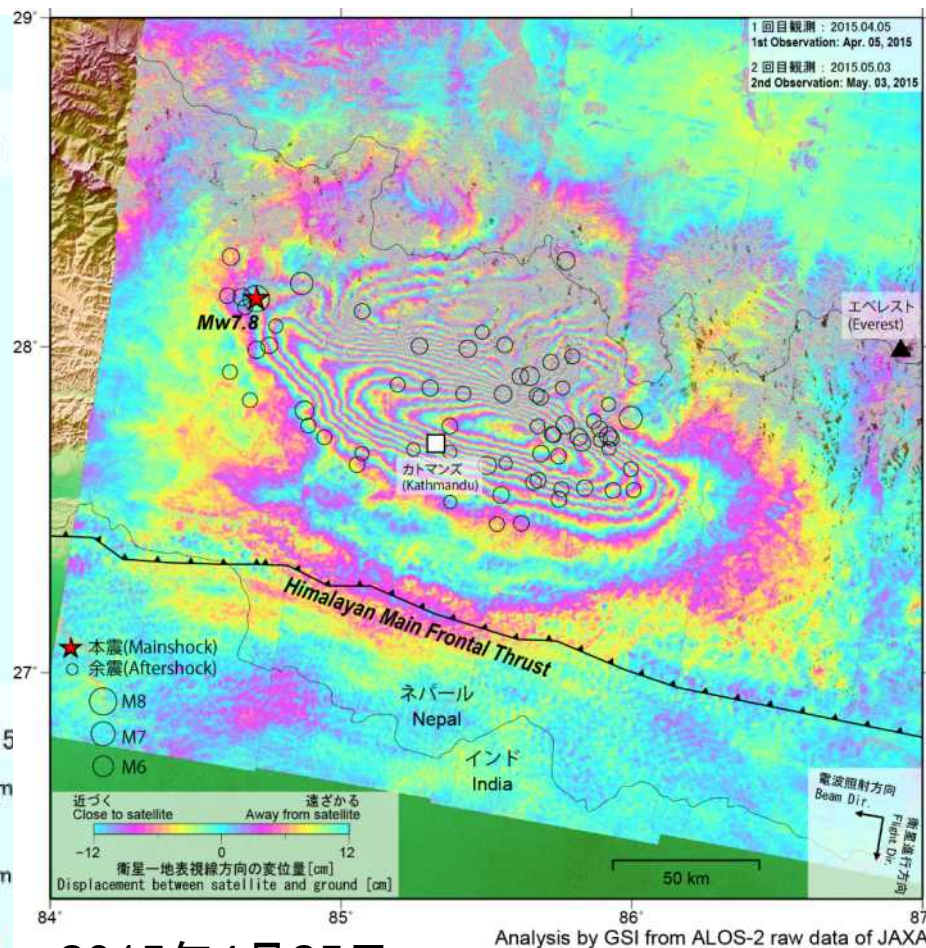 29°
1 回目観測 : 2015.04.05
1st Observation: Apr. 05, 2015
2 回目観測 : 2015.05.03
2nd Observation: May. 03, 2015
エベレスト
(Everest)
Mw7.8
28°
カトマンズ
(Kathmandu)
Himalayan Main Frontal Thrust
本震(Mainshock)
余震(Aftershock)
M8
M7
M6
27°
ネパール
Nepal
インド
India
近づく 遠ざかる
Close to satellite Away from satellite
−12 0 12
衛星ー地表視線方向の変位量[cm]
Displacement between satellite and ground [cm]
電波照射方向
Beam Dir.
衛星進行方向
Flight Dir.
50 km
84° 85° 86° 87
Analysis by GSI from ALOS-2 raw data of JAXA